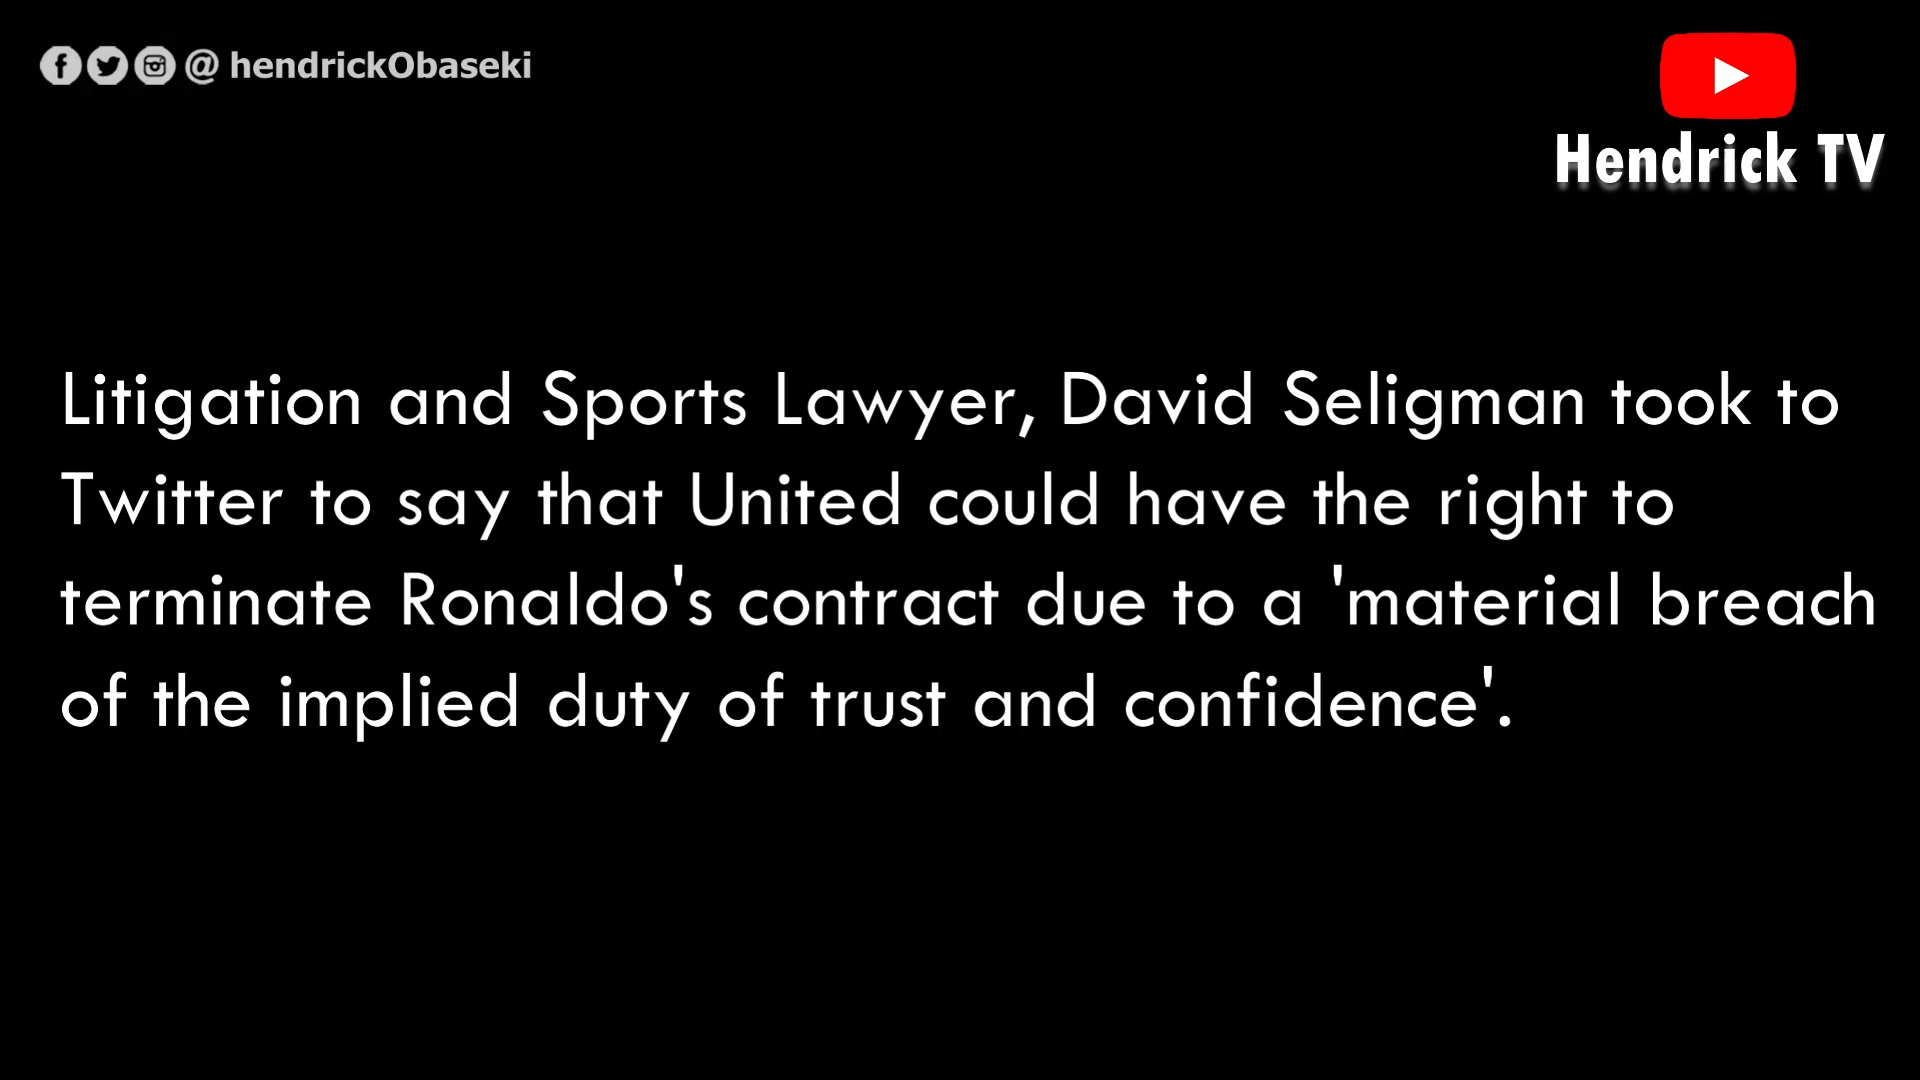 @ hendrickObaseki
Hendrick TV
Litigation and Sports Lawyer, David Seligman took to
Twitter to say that United could have the right to
terminate Ronaldo's contract due to a 'material breach
of the implied duty of trust and confidence'.